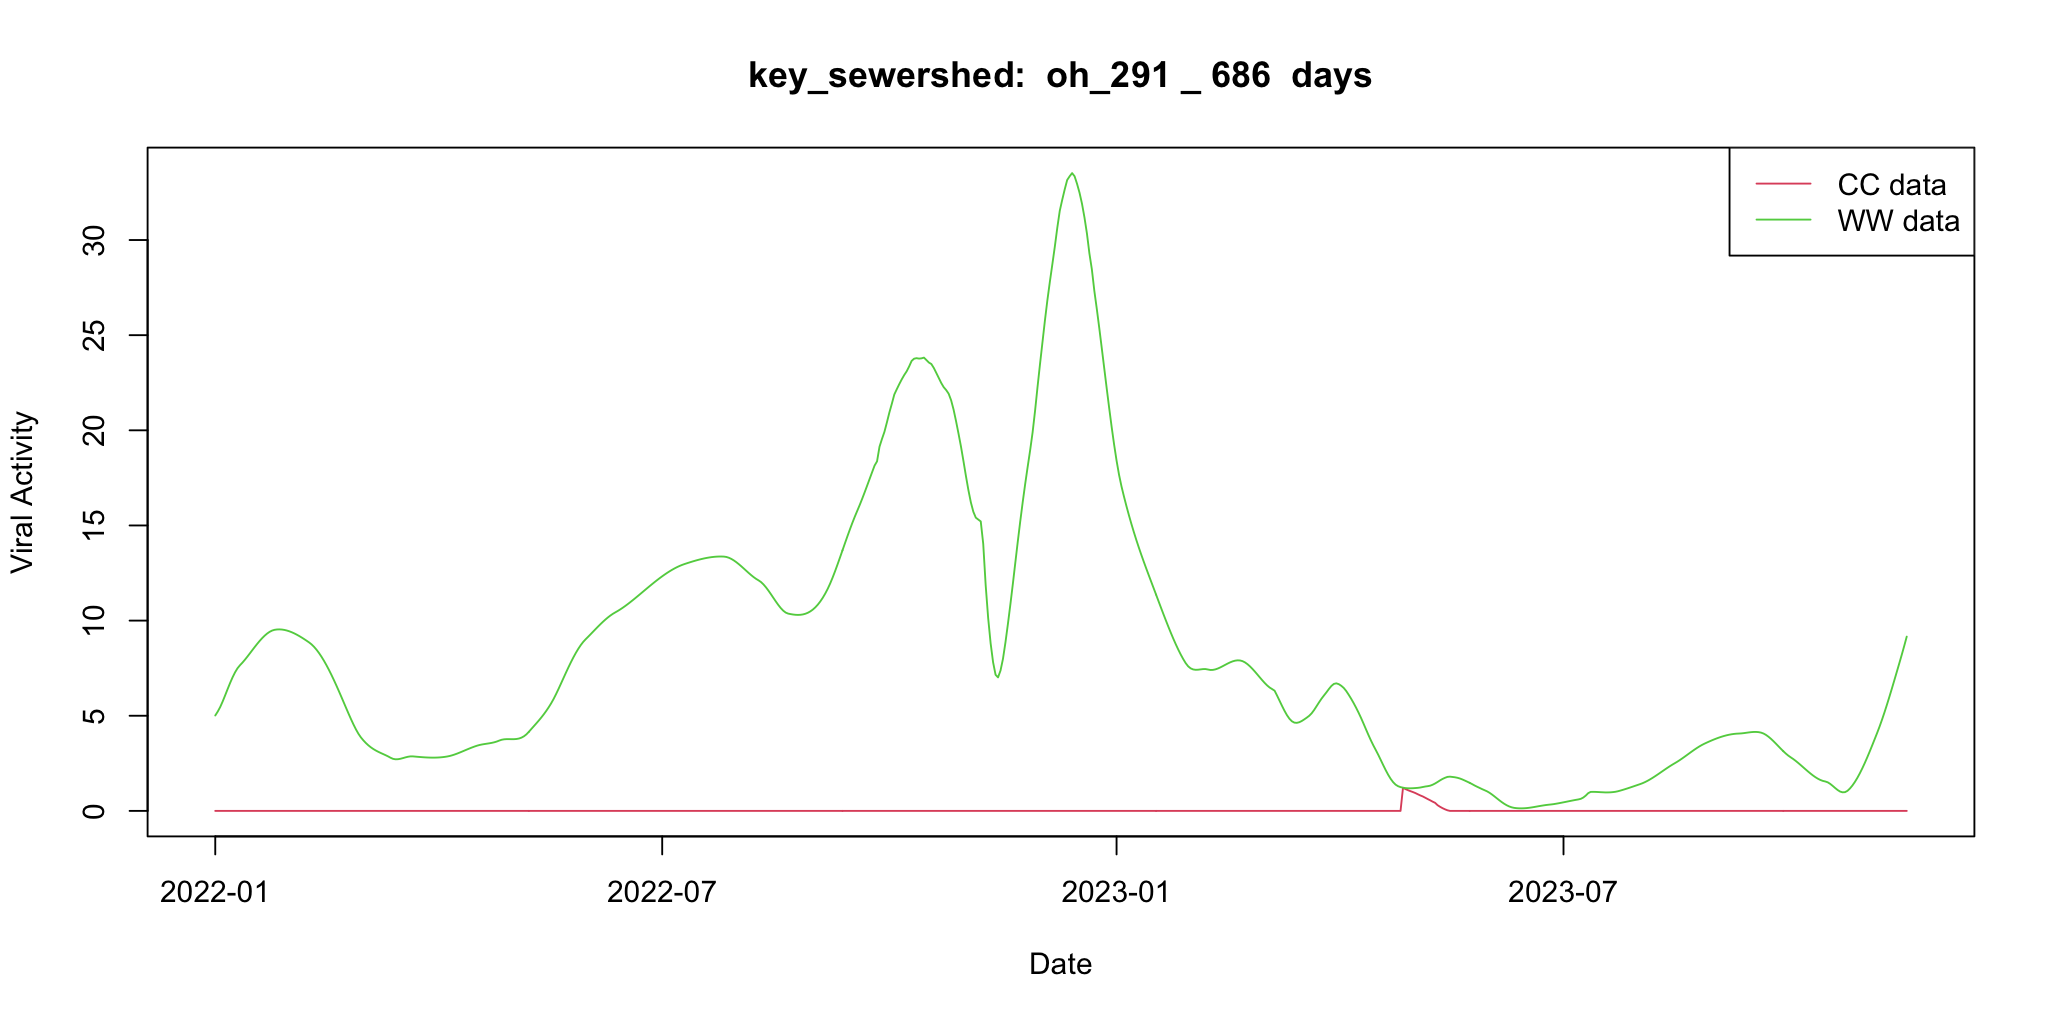 key_sewershed:  oh_291 _ 686  days
CC data
WW data
Viral Activity
30
25
20
15
10
5
0
2022-01
2022-07
2023-01
2023-07
Date